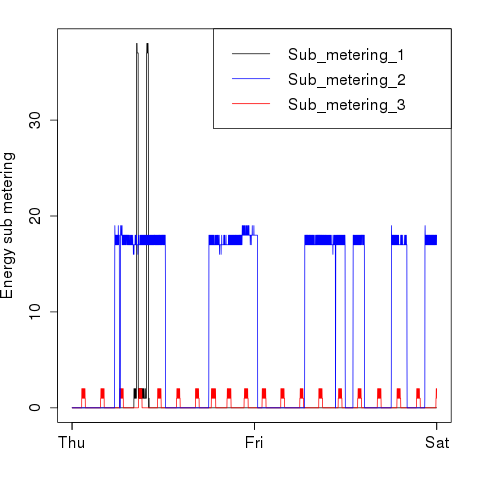 Sub_metering_1
Sub_metering_2
Sub_metering_3
Energy sub metering
30
20
10
0
Thu
Fri
Sat